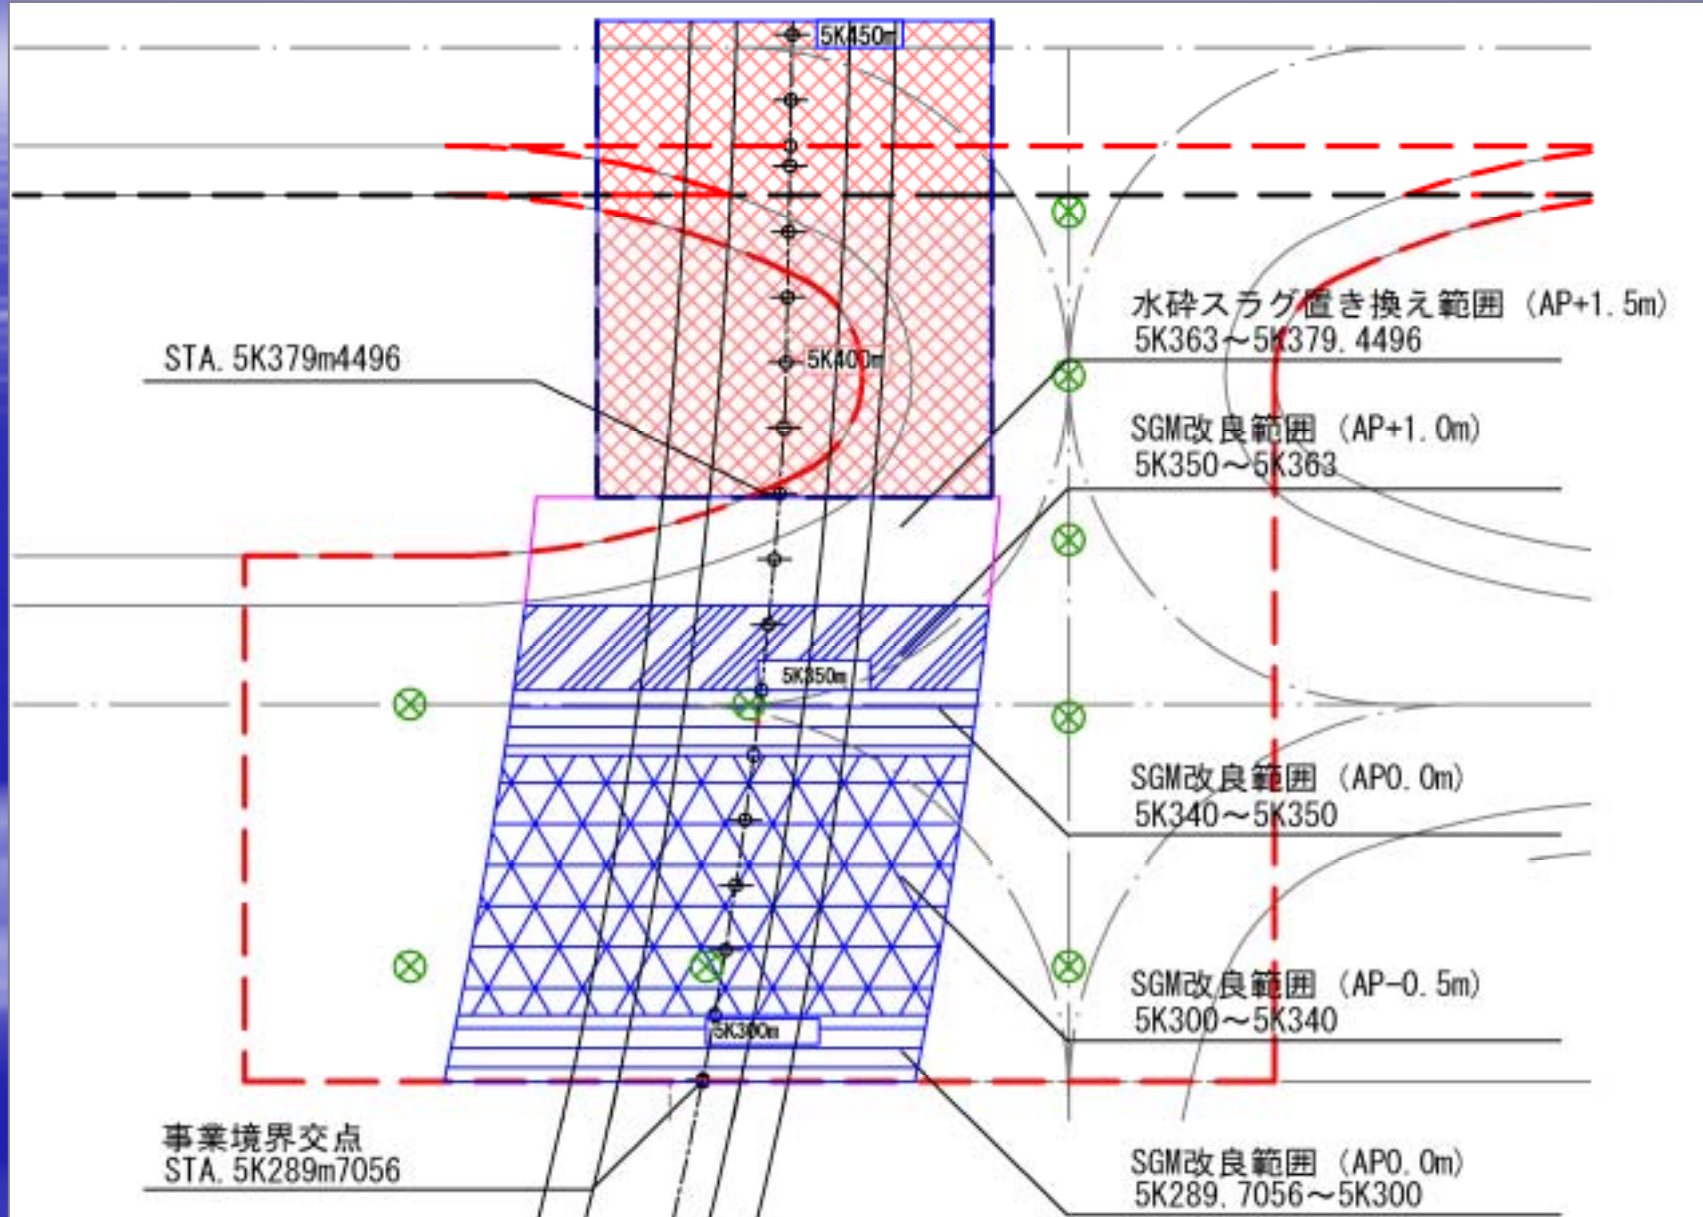 5K450m
水砕スラグ置き換え範囲 (AP+1.5m)
5K363～5K379.4496
STA. 5K379m4496
5K400m
SGM改良範囲 (AP+1.0m)
5K350～5K363
5K350m
SGM改良範囲 (AP0.0m)
5K340～5K350
SGM改良範囲 (AP-0.5m)
5K300～5K340
5K300m
事業境界交点
STA. 5K289m7056
SGM改良範囲 (AP0.0m)
5K289.7056～5K300